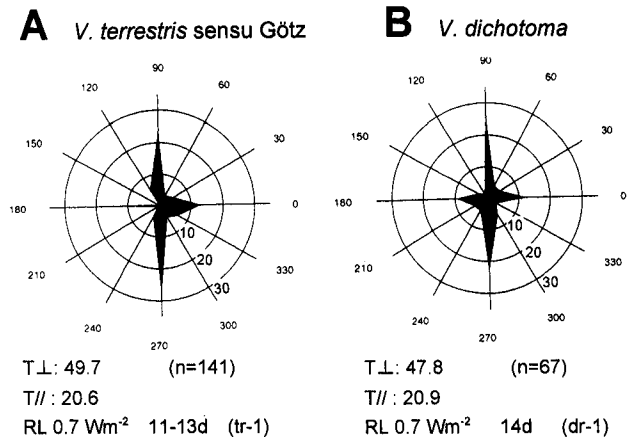 A V. terrestris sensu Götz
90
120 60
150 30
180 0
10
20
210 330
30
240 300
270
T⊥: 49.7 (n=141)
T// : 20.6
RL 0.7 Wm-2 11-13d (tr-1)
B V. dichotoma
90
120 60
150 30
180 0
10
20
210 330
30
240 300
270
T⊥: 47.8 (n=67)
T// : 20.9
RL 0.7 Wm-2 14d (dr-1)